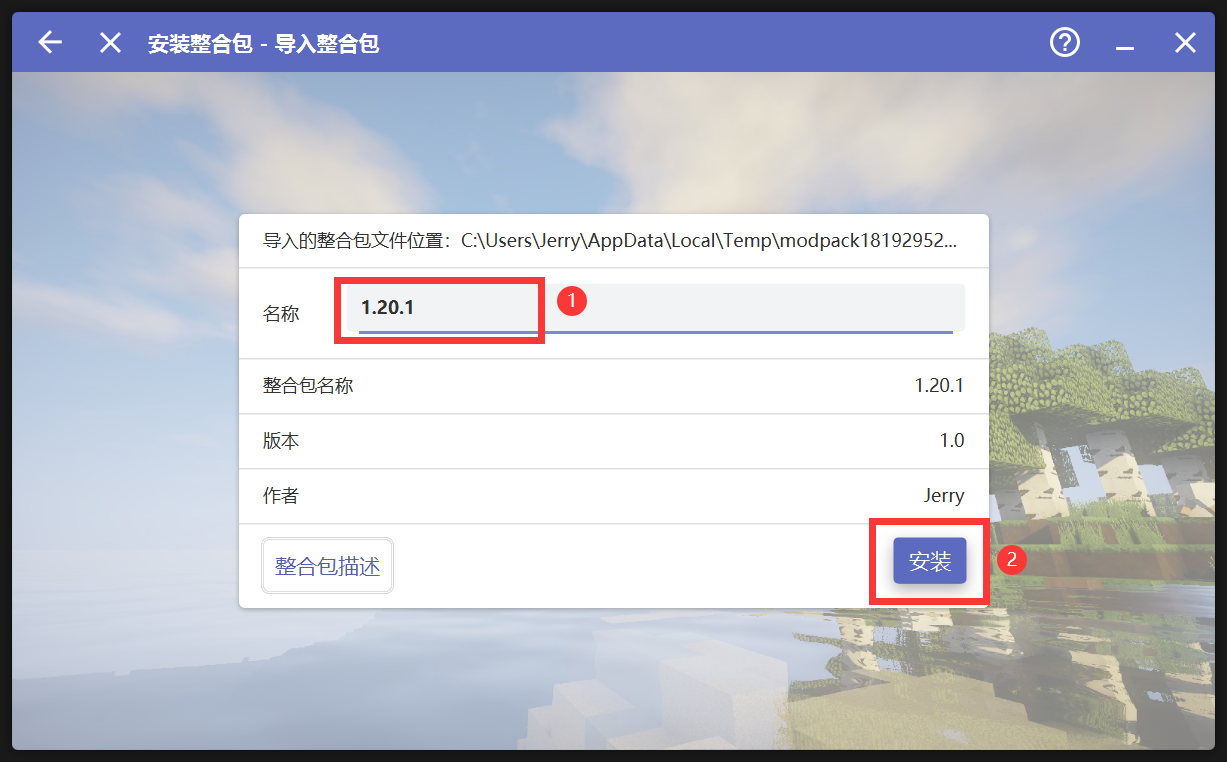 安装整合包 - 导入整合包
导入的整合包文件位置：C:\Users\Jerry\AppData\Local\Temp\modpack18192952...
名称 1.20.1 1
整合包名称 1.20.1
版本 1.0
作者 Jerry
整合包描述 安装 2